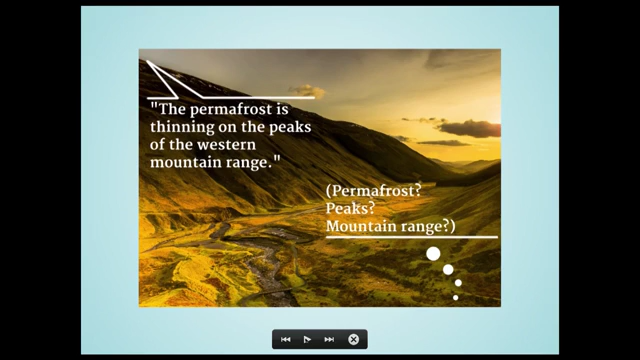 "The permafrost is
thinning on the peaks
of the western
mountain range."
(Permafrost?
Peaks?
Mountain range?)